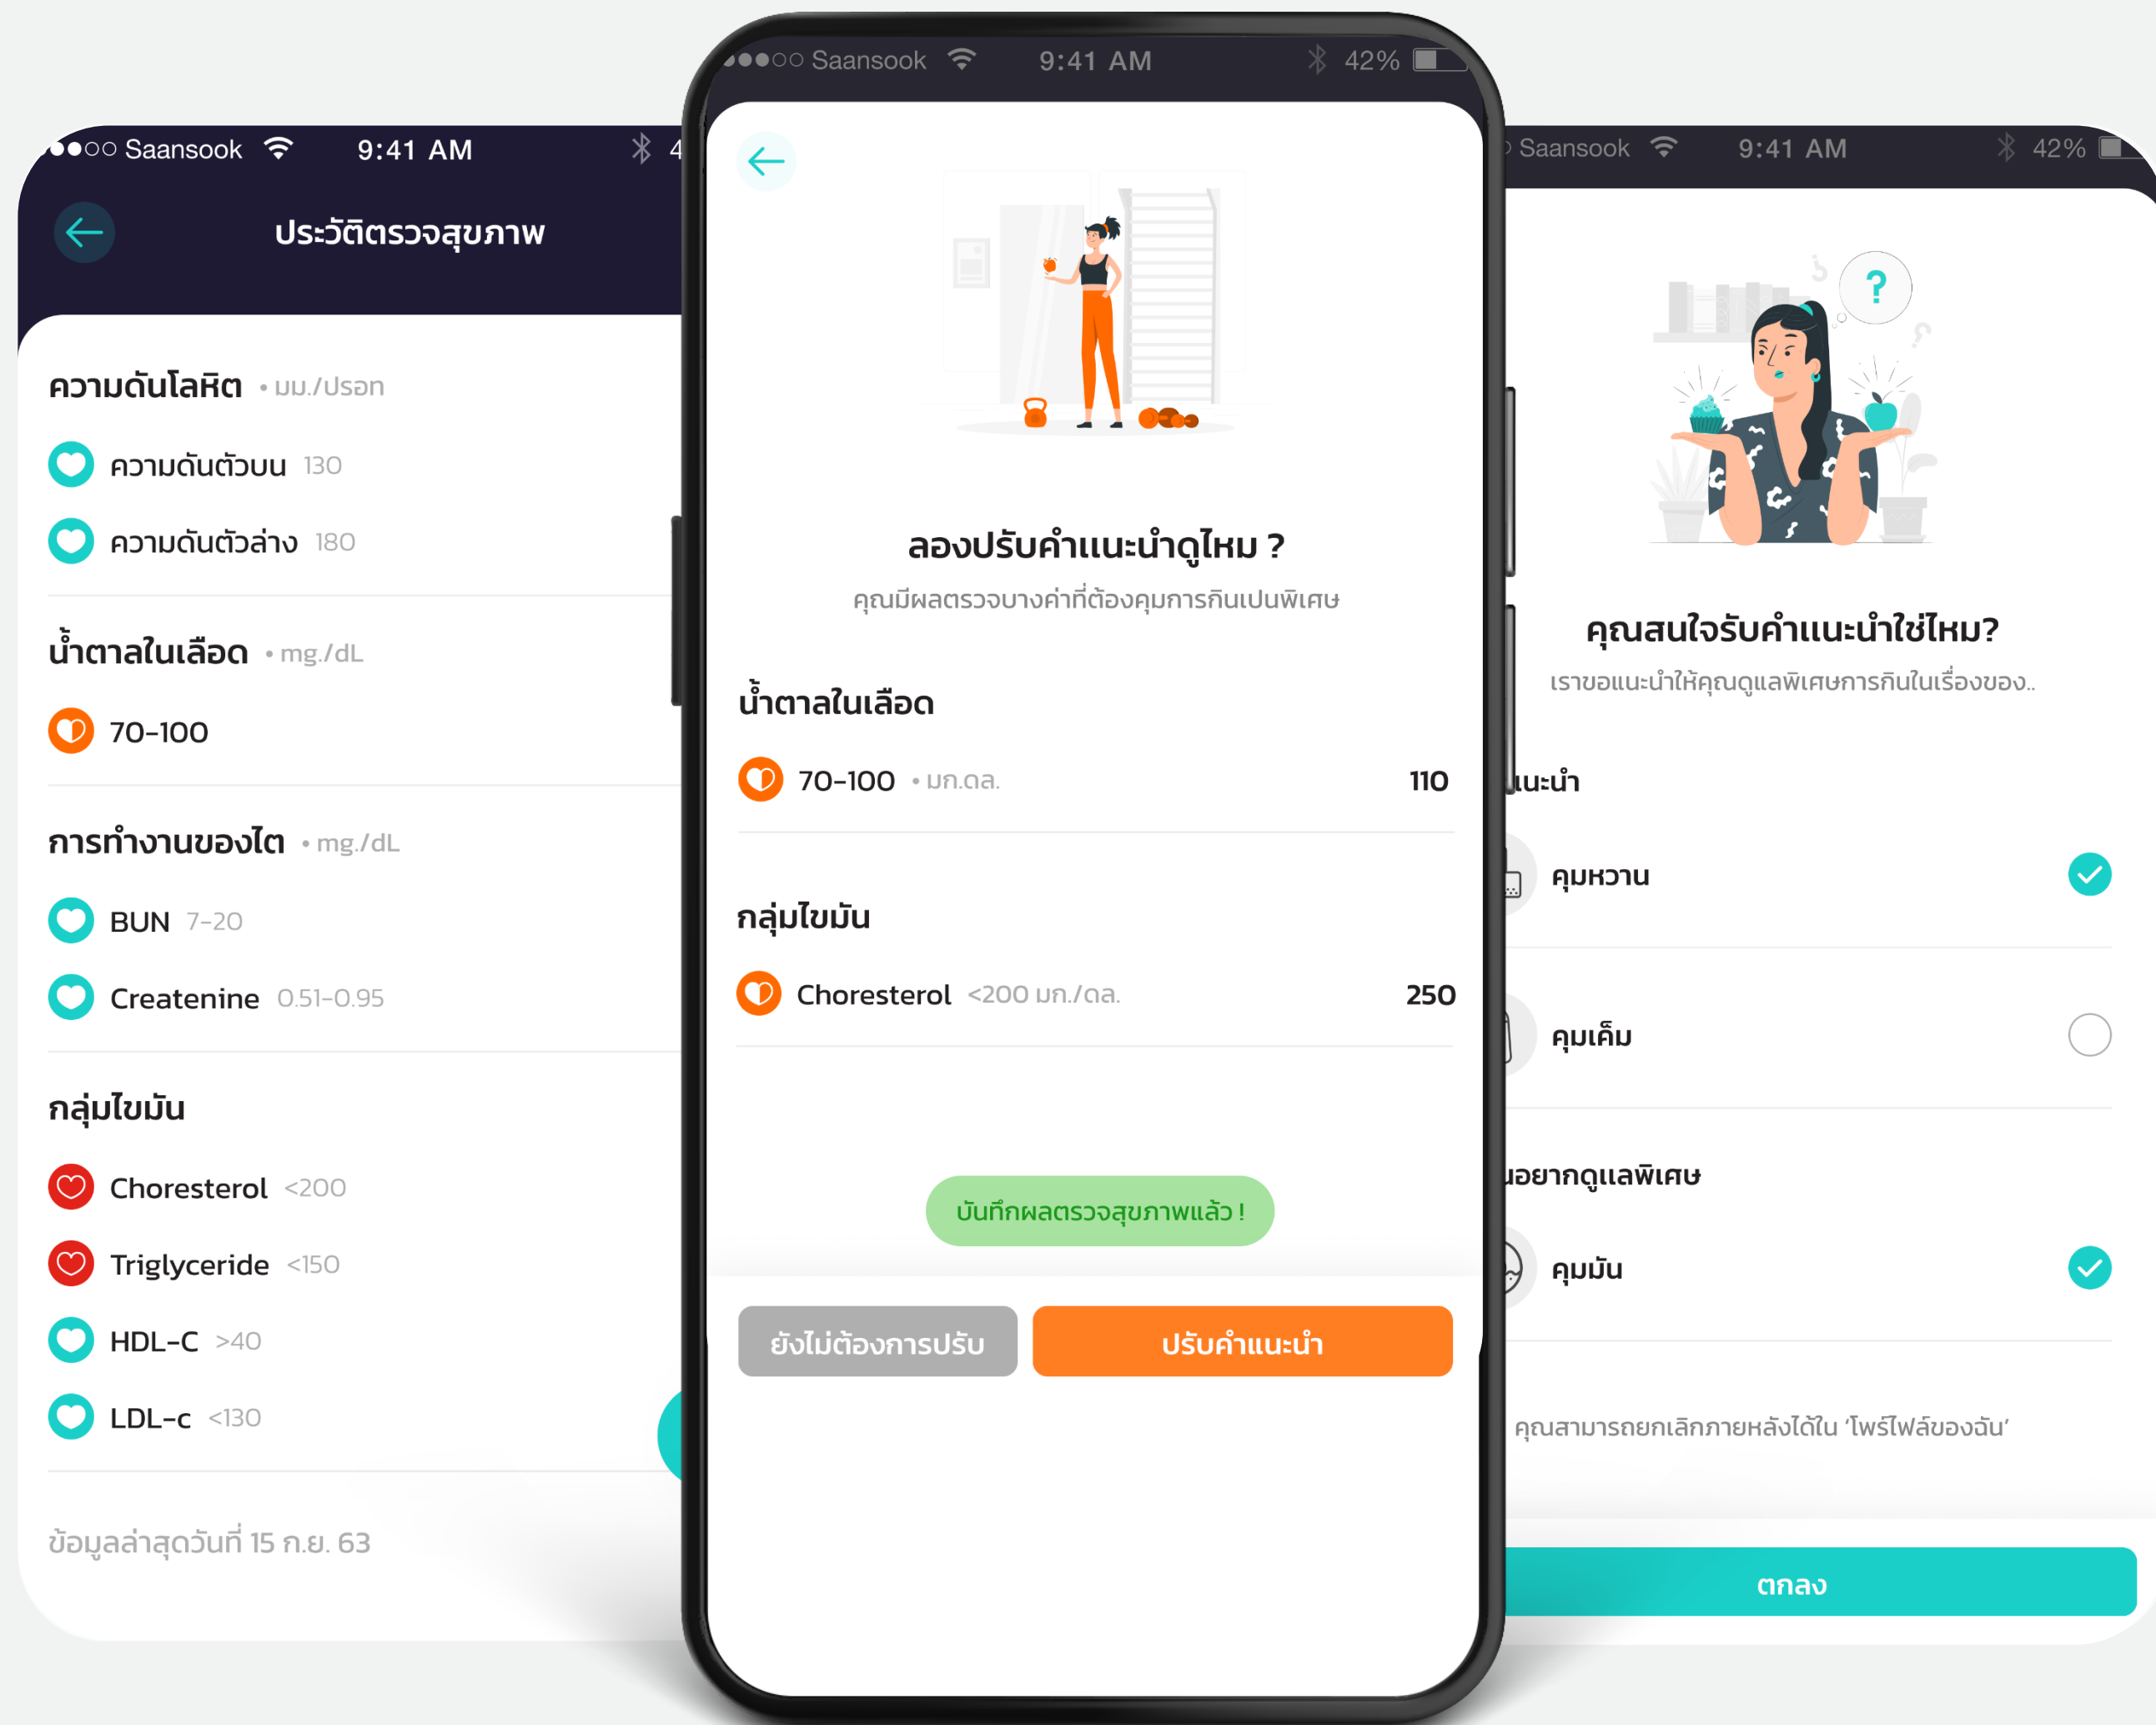 Saansook 9:41 AM 4
ประวัติตรวจสุขภาพ
ความดันโลหิต • มม./ปรอท
ความดันตัวบน 130
ความดันตัวล่าง 180
น้ำตาลในเลือด • mg./dL
70-100
การทำงานของไต • mg./dL
BUN 7-20
Createnine 0.51-0.95
กลุ่มไขมัน
Choresterol <200
Triglyceride <150
HDL-C >40
LDL-c <130
ข้อมูลล่าสุดวันที่ 15 ก.ย. 63
Saansook 9:41 AM 42%
ลองปรับคำแนะนำดูไหม ?
คุณมีผลตรวจบางค่าที่ต้องคุมการกินเปนพิเศษ
น้ำตาลในเลือด
70-100 • มก.ดล. 110
กลุ่มไขมัน
Choresterol <200 มก./ดล. 250
บันทึกผลตรวจสุขภาพแล้ว !
ยังไม่ต้องการปรับ ปรับคำแนะนำ
Saansook 9:41 AM 42%
?
คุณสนใจรับคำแนะนำใช่ไหม?
เราขอแนะนำให้คุณดูแลพิเศษการกินในเรื่องของ..
แนะนำ
คุมหวาน
คุมเค็ม
อยากดูแลพิเศษ
คุมมัน
คุณสามารถยกเลิกภายหลังได้ใน ‘โพร์ไฟล์ของฉัน’
ตกลง